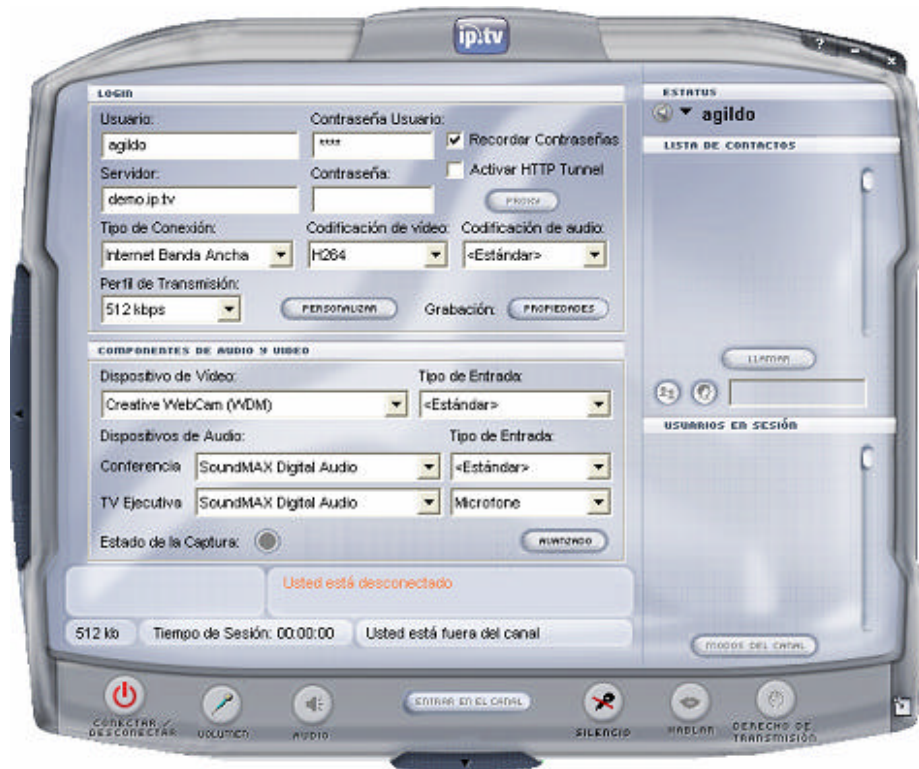 ip.tv
? - x
LOGIN
Usuario:
Contraseña Usuario:
agildo
****
Recordar Contraseñas
Servidor:
Contraseña:
Activar HTTP Tunnel
demo.ip.tv
PROXY
Tipo de Conexión:
Codificación de vídeo:
Codificación de audio:
Internet Banda Ancha
H264
<Estándar>
Perfil de Transmisión:
512 kbps
PERSONALIZAR
Grabación:
PROPIEDADES
COMPONENTES DE AUDIO Y VIDEO
Dispositivo de Vídeo:
Tipo de Entrada:
Creative WebCam (WDM)
<Estándar>
Dispositivos de Audio:
Tipo de Entrada:
Conferencia
SoundMAX Digital Audio
<Estándar>
TV Ejecutiva
SoundMAX Digital Audio
Microfone
Estado de la Captura:
AVANZADO
Usted está desconectado
512 kb
Tiempo de Sesión: 00:00:00
Usted está fuera del canal
ESTATUS
agildo
LISTA DE CONTACTOS
LLAMAR
USUARIOS EN SESIÓN
MODOS DEL CANAL
CONECTAR /
DESCONECTAR
VOLUMEN
AUDIO
ENTRAR EN EL CANAL
SILENCIO
HABLAR
DERECHO DE
TRANSMISIÓN